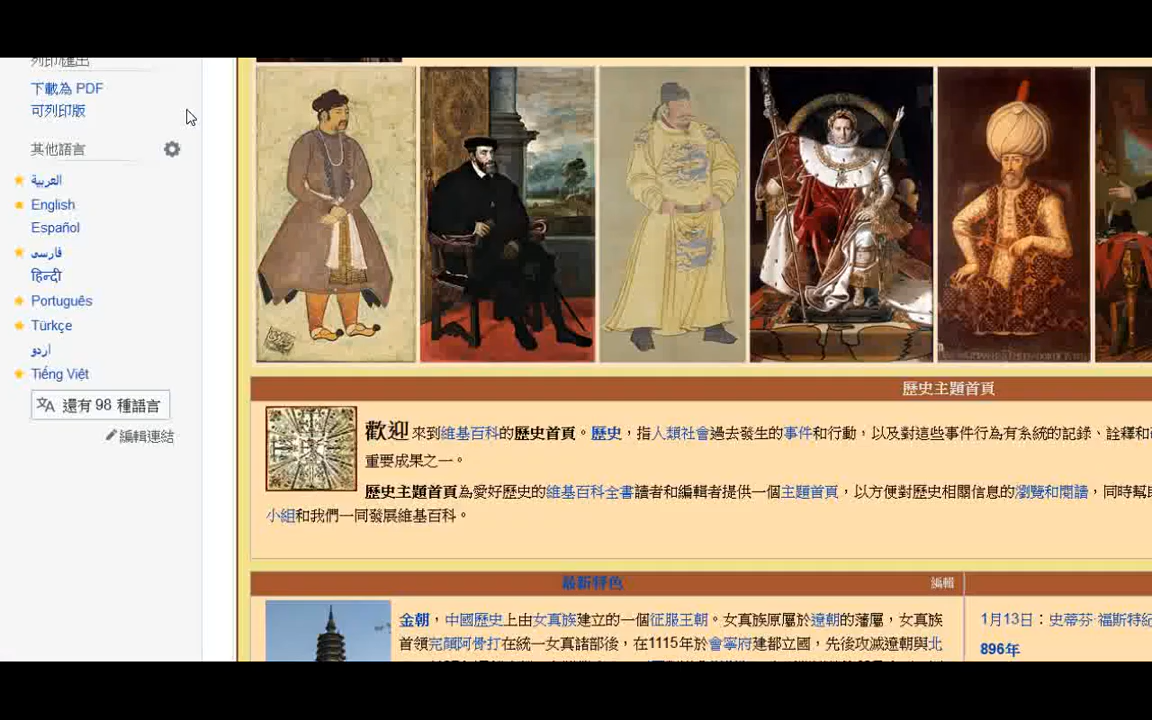 列印/匯出
下載為 PDF
可列印版
其他語言
العربية
English
Español
فارسی
हिन्दी
Português
Türkçe
اردو
Tiếng Việt
還有 98 種語言
編輯連結
歷史主題首頁
歡迎來到維基百科的歷史首頁。歷史，指人類社會過去發生的事件和行動，以及對這些事件行為有系統的記錄、詮釋和
重要成果之一。
歷史主題首頁為愛好歷史的維基百科全書讀者和編輯者提供一個主題首頁，以方便對歷史相關信息的瀏覽和閱讀，同時幫
小組和我們一同發展維基百科。
最新特色
編輯
金朝，中國歷史上由女真族建立的一個征服王朝。女真族原屬於遼朝的藩屬，女真族
首領完顏阿骨打在統一女真諸部後，在1115年於會寧府建都立國，先後攻滅遼朝與北
1月13日：史蒂芬·福斯特
896年